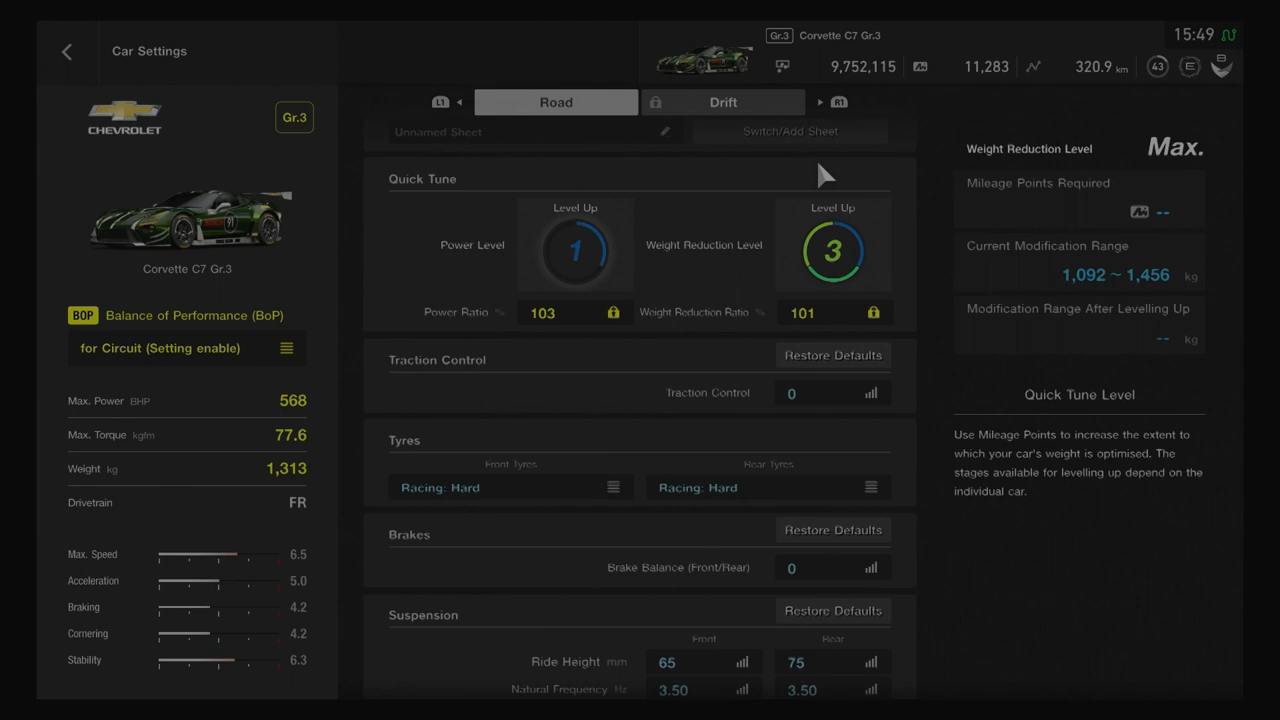 Car Settings
Gr.3 Corvette C7 Gr.3
15:49
9,752,115 11,283 320.9 km 43 E B
L1 Road Drift R1
CHEVROLET
Gr.3
91
Corvette C7 Gr.3
BOP Balance of Performance (BoP)
for Circuit (Setting enable)
Max. Power BHP 568
Max. Torque kgfm 77.6
Weight kg 1,313
Drivetrain FR
Max. Speed 6.5
Acceleration 5.0
Braking 4.2
Cornering 4.2
Stability 6.3
Unnamed Sheet Switch/Add Sheet
Quick Tune
Level Up Level Up
Power Level 1 Weight Reduction Level 3
Power Ratio % 103 Weight Reduction Ratio % 101
Traction Control Restore Defaults
Traction Control 0
Tyres
Front Tyres Rear Tyres
Racing: Hard Racing: Hard
Brakes Restore Defaults
Brake Balance (Front/Rear) 0
Suspension Restore Defaults
Front Rear
Ride Height mm 65 75
Natural Frequency Hz 3.50 3.50
Weight Reduction Level Max.
Mileage Points Required
--
Current Modification Range
1,092 ~ 1,456 kg
Modification Range After Levelling Up
-- kg
Quick Tune Level
Use Mileage Points to increase the extent to
which your car's weight is optimised. The
stages available for levelling up depend on the
individual car.